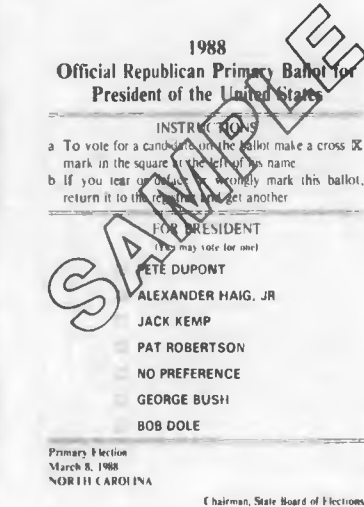 1988
Official Republican Primary Ballot for
President of the United States
INSTRUCTIONS
a To vote for a candidate on the ballot make a cross X
mark in the square at the left of his name
b If you tear or deface or wrongly mark this ballot,
return it to the registrar and get another
FOR PRESIDENT
(You may vote for one)
PETE DUPONT
ALEXANDER HAIG, JR
JACK KEMP
PAT ROBERTSON
NO PREFERENCE
GEORGE BUSH
BOB DOLE
Primary Election
March 8, 1988
NORTH CAROLINA
Chairman, State Board of Elections
SAMPLE